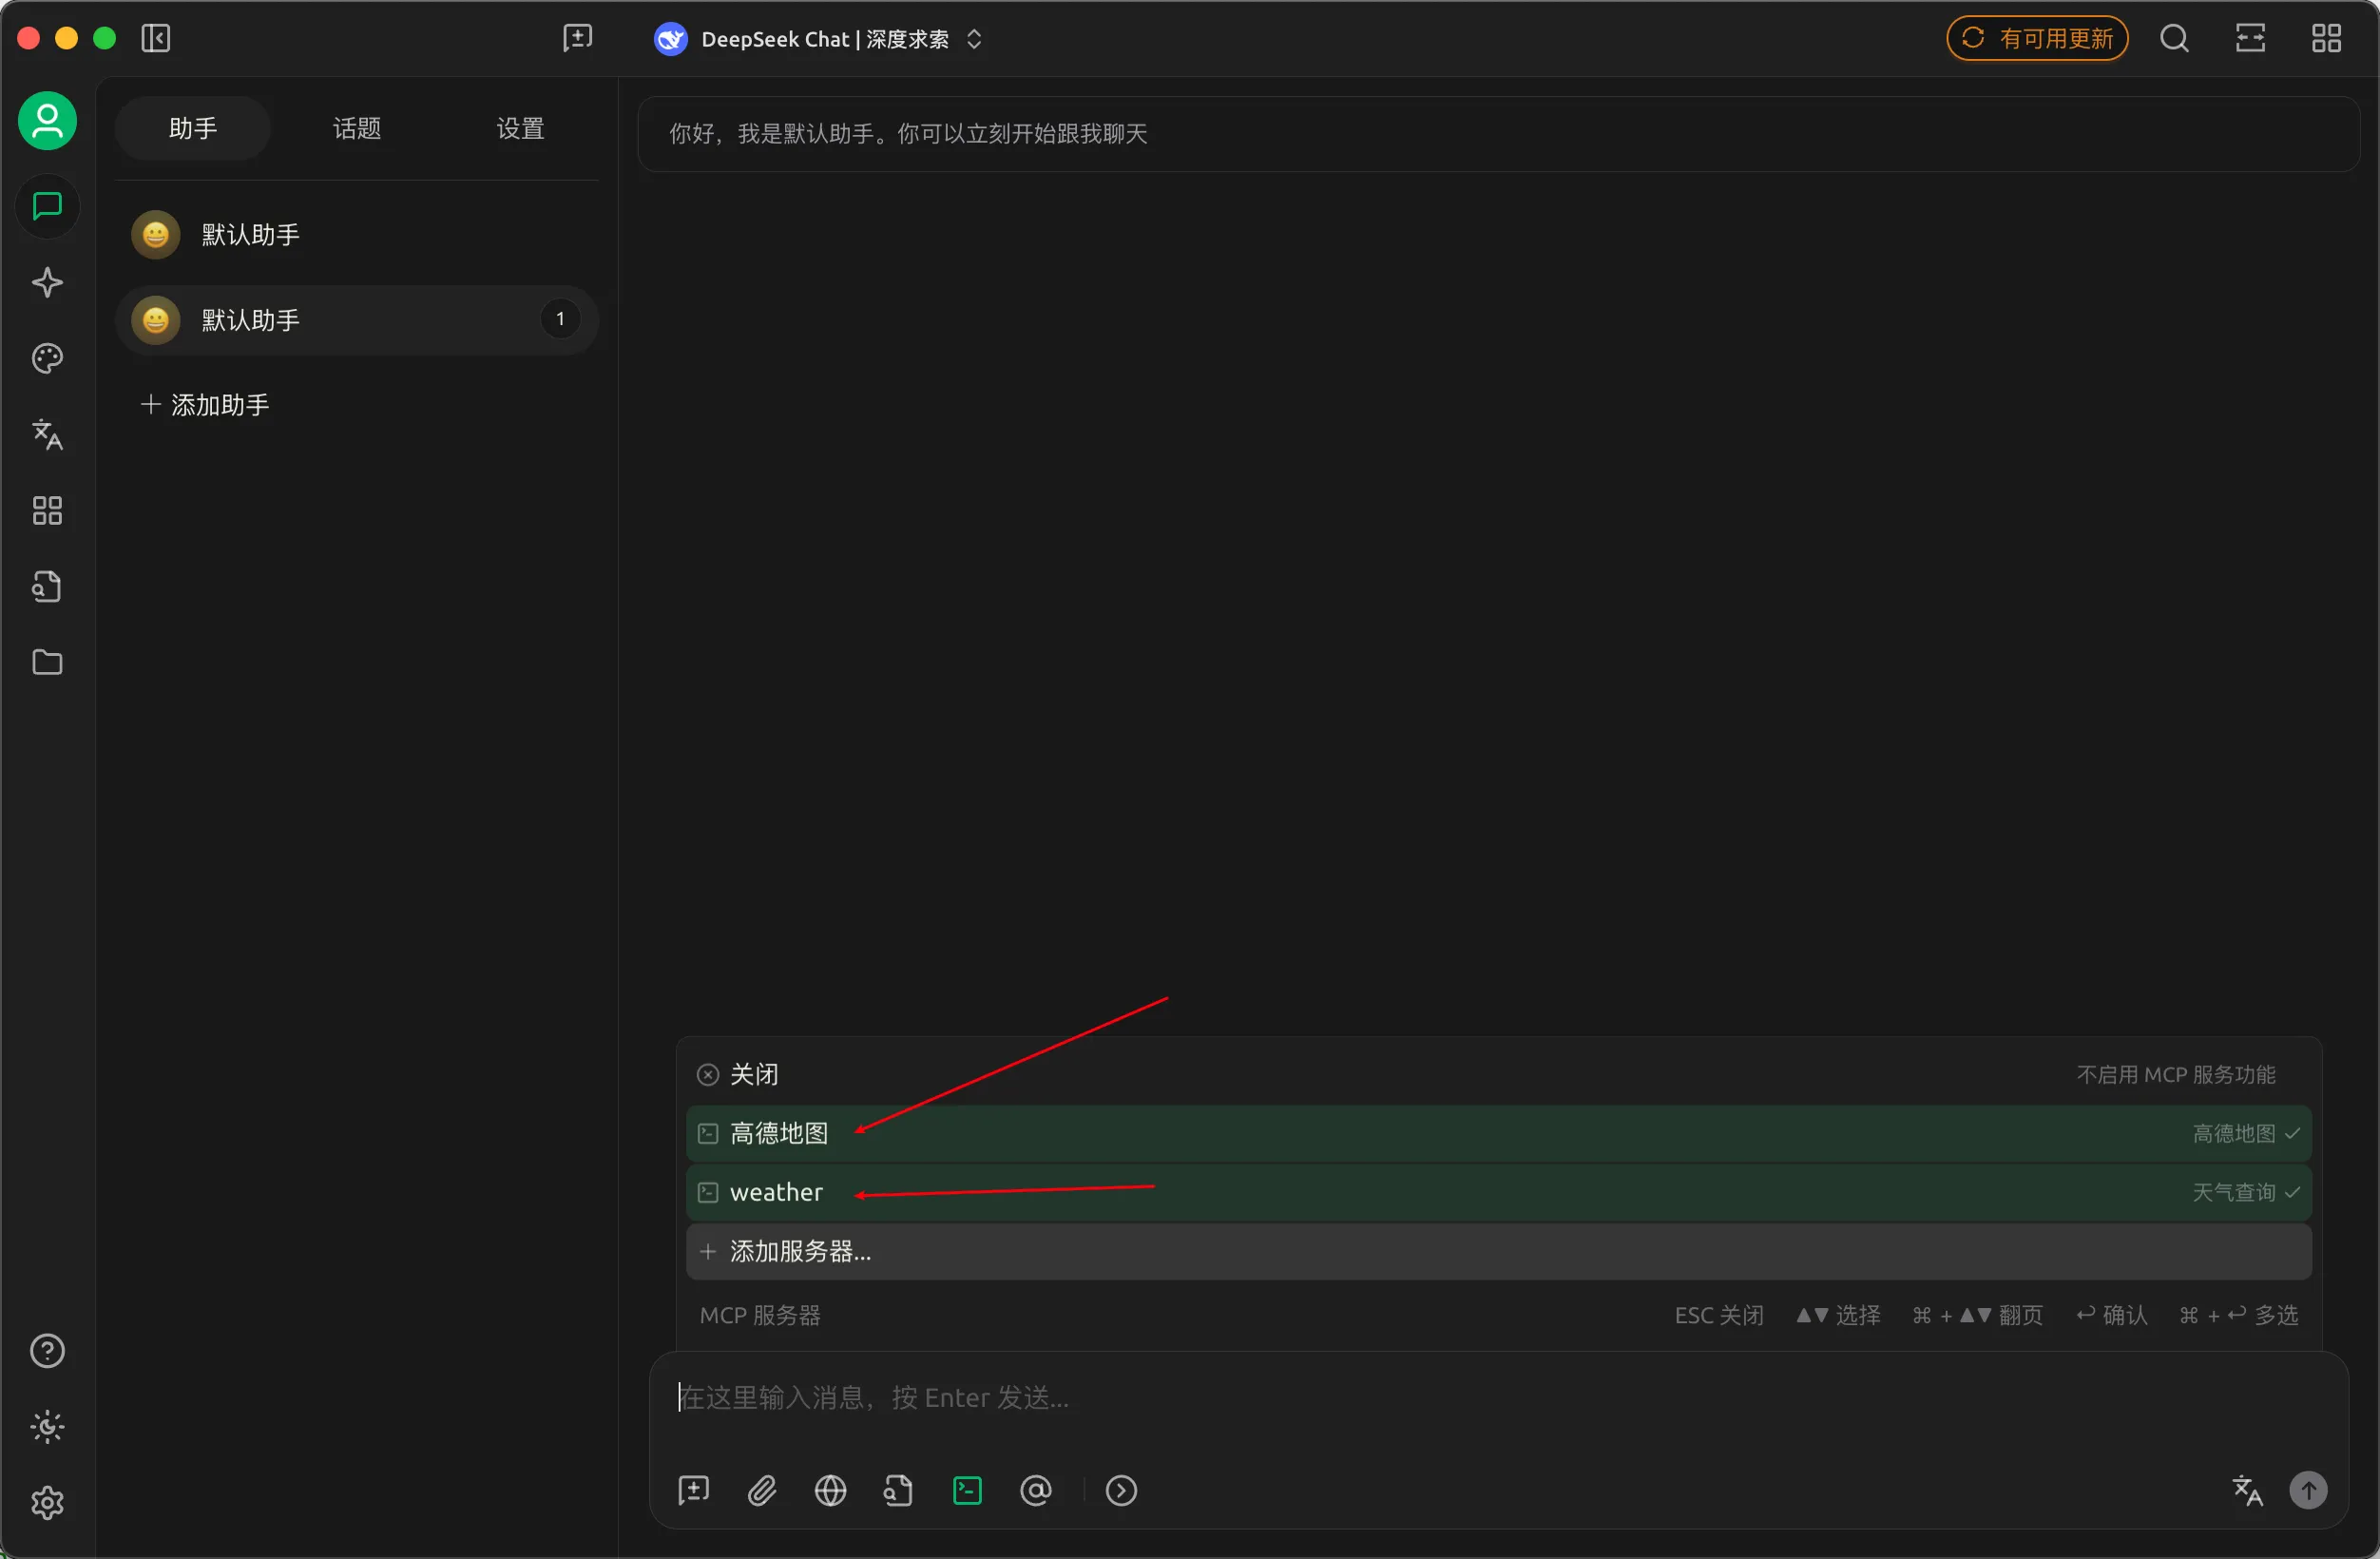 DeepSeek Chat | 深度求索
有可用更新
助手 话题 设置
默认助手
默认助手 1
添加助手
你好，我是默认助手。你可以立刻开始跟我聊天
关闭 不启用 MCP 服务功能
高德地图 高德地图
weather 天气查询
添加服务器...
MCP 服务器 ESC 关闭 ▲▼ 选择 ⌘ + ▲▼ 翻页 ↩ 确认 ⌘ + ↩ 多选
在这里输入消息，按 Enter 发送...